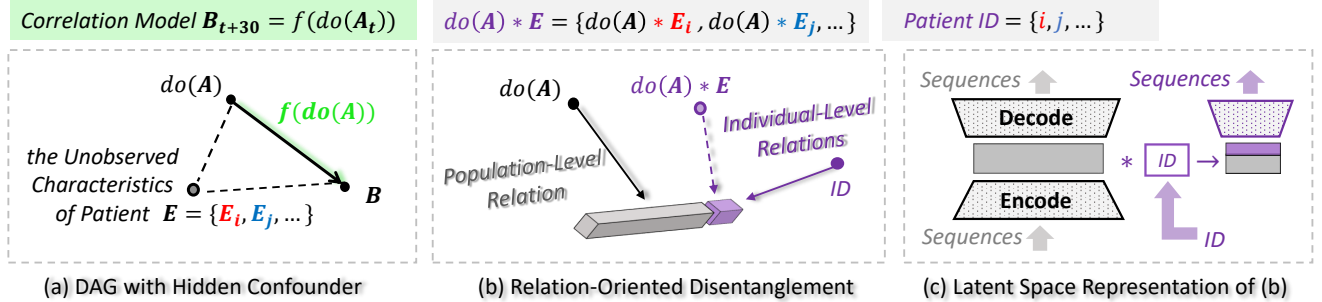 Correlation Model B_{t+30} = f(do(A_t))
do(A) * E = {do(A) * E_i , do(A) * E_j, … }
Patient ID = {i, j, … }
do(A)
f(do(A))
the Unobserved
Characteristics
of Patient E = {E_i, E_j, … }
B
(a) DAG with Hidden Confounder
do(A)
do(A) * E
Population-Level
Relation
Individual-Level
Relations
ID
(b) Relation-Oriented Disentanglement
Sequences
Sequences
Decode
* ID →
Encode
Sequences
ID
(c) Latent Space Representation of (b)